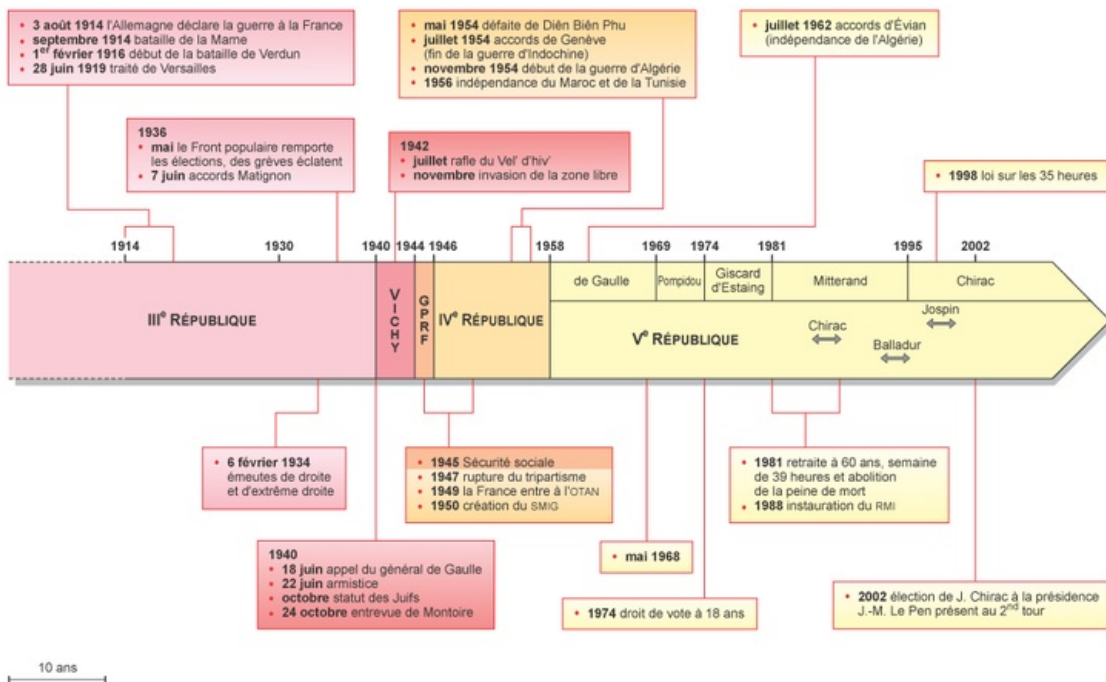 • 3 août 1914 l'Allemagne déclare la guerre à la France
• septembre 1914 bataille de la Marne
• 1er février 1916 début de la bataille de Verdun
• 28 juin 1919 traité de Versailles
• mai 1954 défaite de Diên Biên Phu
• juillet 1954 accords de Genève
(fin de la guerre d'Indochine)
• novembre 1954 début de la guerre d'Algérie
• 1956 indépendance du Maroc et de la Tunisie
• juillet 1962 accords d'Évian
(indépendance de l'Algérie)
1936
• mai le Front populaire remporte
les élections, des grèves éclatent
• 7 juin accords Matignon
1942
• juillet rafle du Vel' d'hiv'
• novembre invasion de la zone libre
• 1998 loi sur les 35 heures
1914 1930 1940 1944 1946 1958 1969 1974 1981 1995 2002
IIIe RÉPUBLIQUE
VICHY
GPRF
IVe RÉPUBLIQUE
de Gaulle
Pompidou
Giscard
d'Estaing
Mitterand
Chirac
Ve RÉPUBLIQUE
Chirac
Balladur
Jospin
• 6 février 1934
émeutes de droite
et d'extrême droite
• 1945 Sécurité sociale
• 1947 rupture du tripartisme
• 1949 la France entre à l'OTAN
• 1950 création du SMIG
• 1981 retraite à 60 ans, semaine
de 39 heures et abolition
de la peine de mort
• 1988 instauration du RMI
1940
• 18 juin appel du général de Gaulle
• 22 juin armistice
• octobre statut des Juifs
• 24 octobre entrevue de Montoire
• mai 1968
• 1974 droit de vote à 18 ans
• 2002 élection de J. Chirac à la présidence
J.-M. Le Pen présent au 2nd tour
10 ans